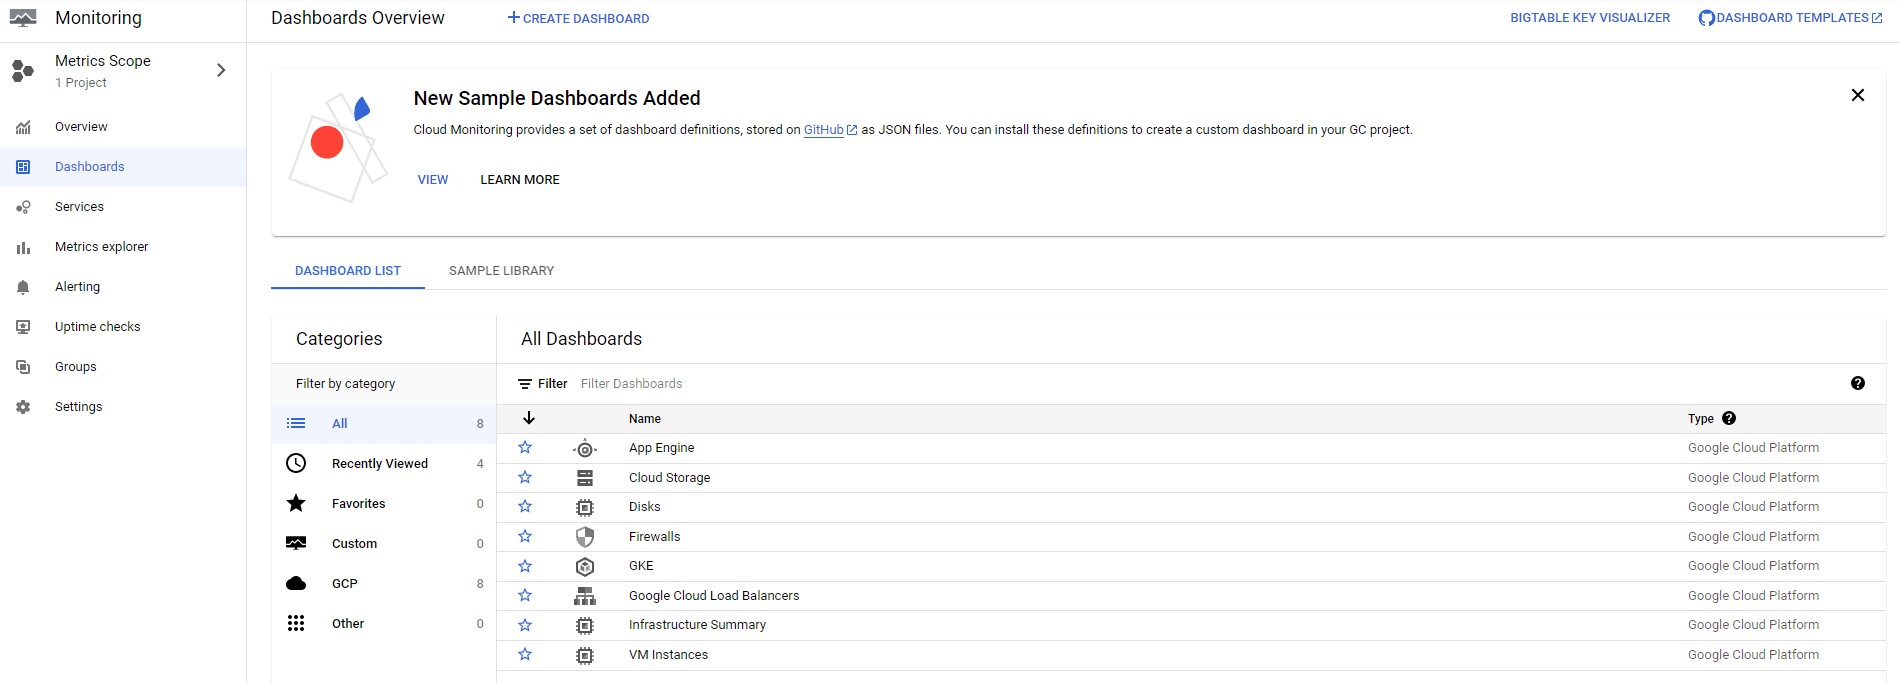 Monitoring
Dashboards Overview
CREATE DASHBOARD
BIGTABLE KEY VISUALIZER
DASHBOARD TEMPLATES
Metrics Scope
1 Project
Overview
Dashboards
Services
Metrics explorer
Alerting
Uptime checks
Groups
Settings
New Sample Dashboards Added
Cloud Monitoring provides a set of dashboard definitions, stored on GitHub as JSON files. You can install these definitions to create a custom dashboard in your GC project.
VIEW LEARN MORE
DASHBOARD LIST SAMPLE LIBRARY
Categories
Filter by category
All 8
Recently Viewed 4
Favorites 0
Custom 0
GCP 8
Other 0
All Dashboards
Filter Filter Dashboards
Name Type
App Engine Google Cloud Platform
Cloud Storage Google Cloud Platform
Disks Google Cloud Platform
Firewalls Google Cloud Platform
GKE Google Cloud Platform
Google Cloud Load Balancers Google Cloud Platform
Infrastructure Summary Google Cloud Platform
VM Instances Google Cloud Platform